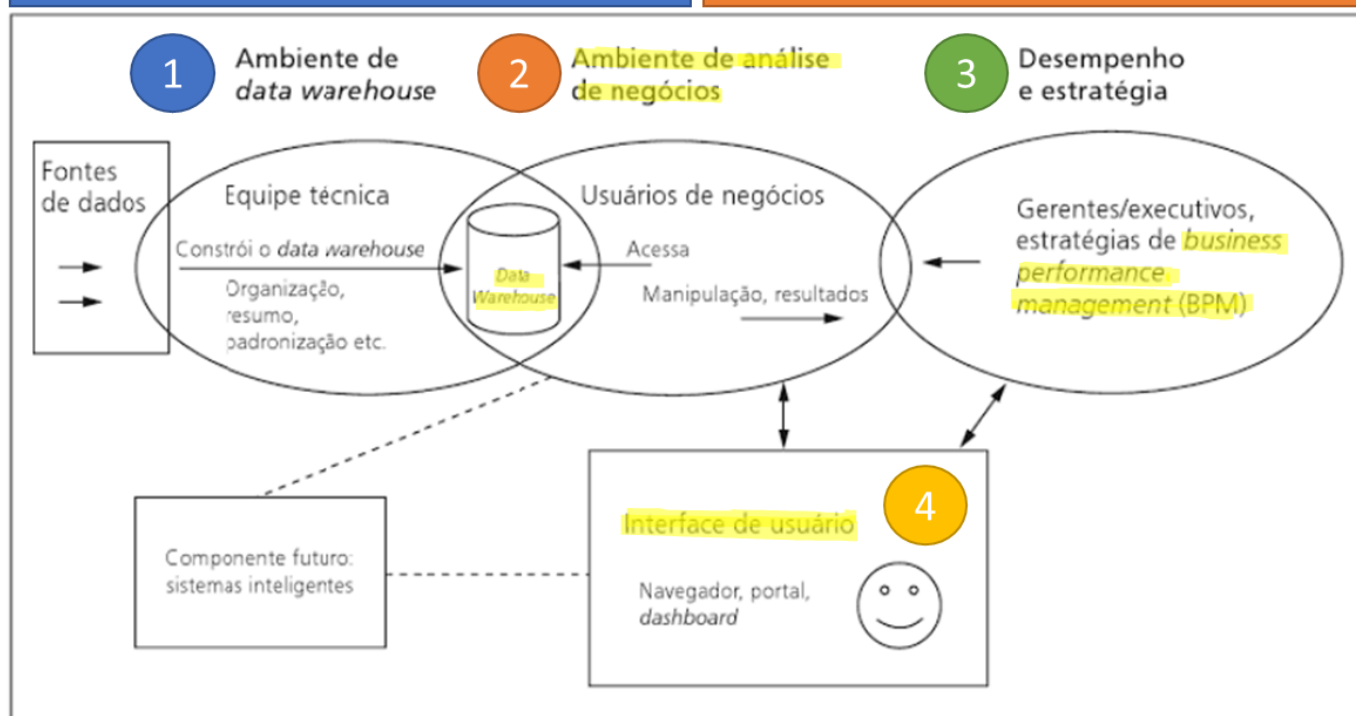 1
Ambiente de
data warehouse
2
Ambiente de análise
de negócios
3
Desempenho
e estratégia
Fontes
de dados
Equipe técnica
Constrói o data warehouse
Organização,
resumo,
padronização etc.
Data
Warehouse
Usuários de negócios
Acessa
Manipulação, resultados
Gerentes/executivos,
estratégias de business
performance
management (BPM)
Componente futuro:
sistemas inteligentes
Interface de usuário
4
Navegador, portal,
dashboard